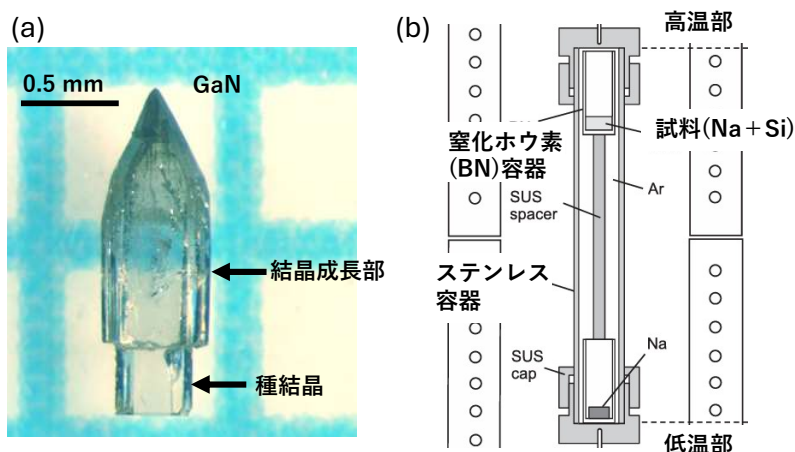 (a)
0.5 mm
GaN
結晶成長部
種結晶
(b)
高温部
窒化ホウ素
(BN)容器
試料(Na＋Si)
SUS
spacer
Ar
ステンレス
容器
SUS
cap
Na
低温部